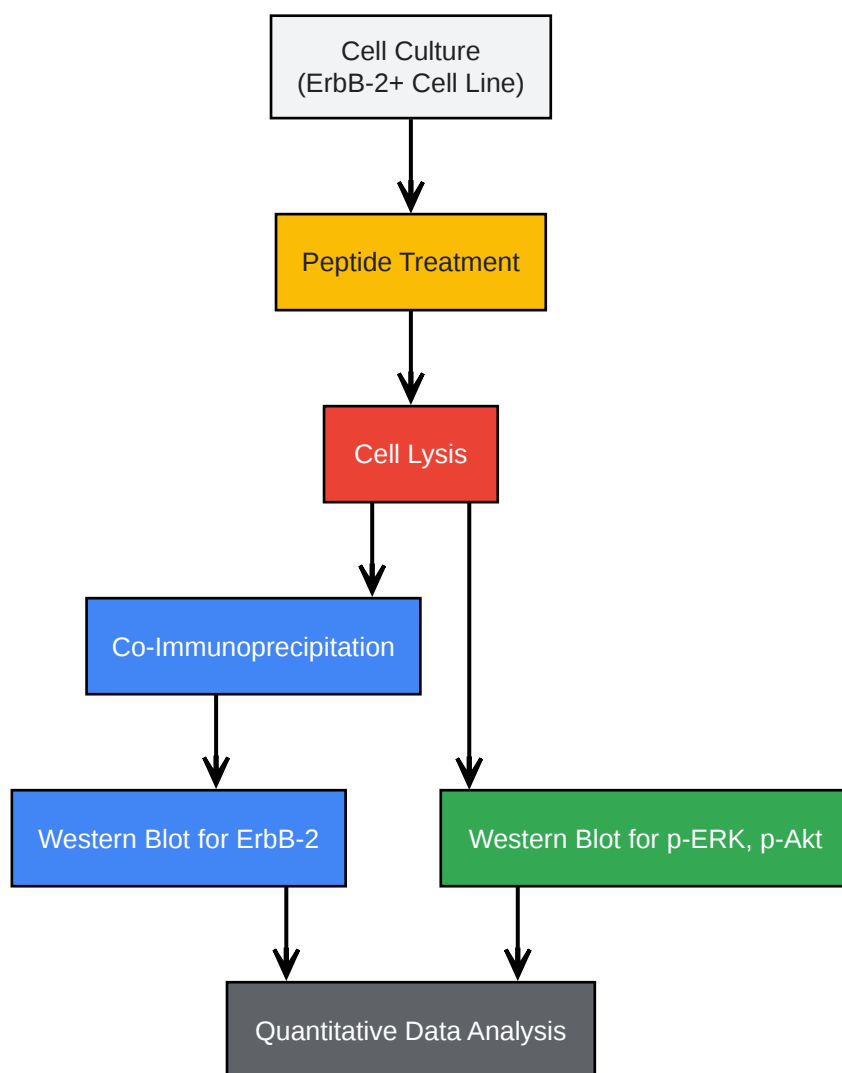 Cell Culture
(ErbB-2+ Cell Line)
Peptide Treatment
Cell Lysis
Co-Immunoprecipitation
Western Blot for ErbB-2
Western Blot for p-ERK, p-Akt
Quantitative Data Analysis